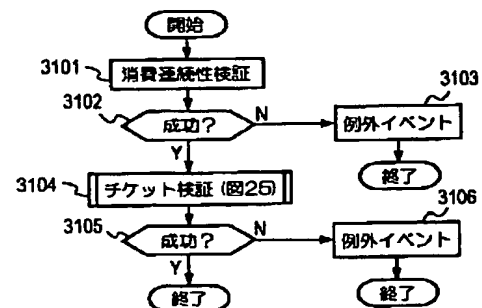 開始
3101
消費連続性検証
3102
成功?
N
3103
例外イベント
終了
Y
3104
チケット検証 (図25)
3105
成功?
N
3106
例外イベント
終了
Y
終了